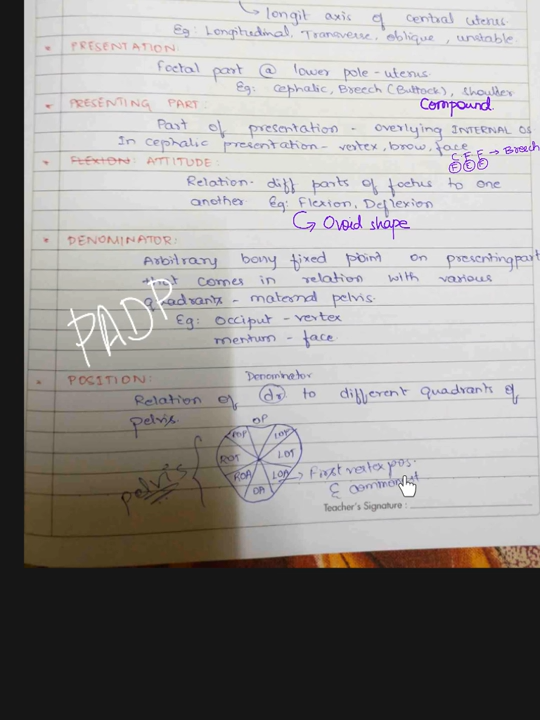 ↳ longit axis of central uterus.
Eg: Longitudinal, Transverse, oblique, unstable.
* PRESENTATION:
Foetal part @ lower pole - uterus.
Eg: cephalic, Breech (Buttock), shoulder
Compound.
* PRESENTING PART:
Part of presentation - overlying INTERNAL OS
In cephalic presentation - vertex, brow, face
C F F → Breech
F E E
* FLEXION: ATTITUDE:
Relation - diff parts of foetus to one
another Eg: Flexion, Deflexion
↳ Ovoid shape
* DENOMINATOR:
Arbitrary bony fixed point on presenting part
that comes in relation with various
quadrants - maternal pelvis.
Eg: occiput - vertex
mentum - face
PADP
* POSITION:
Denominator
Relation of dr to different quadrants of
pelvis.
OP
ROP LOP
ROT LOT
ROA LOA → First vertex pos.
OA & common
pelvis
Teacher's Signature :